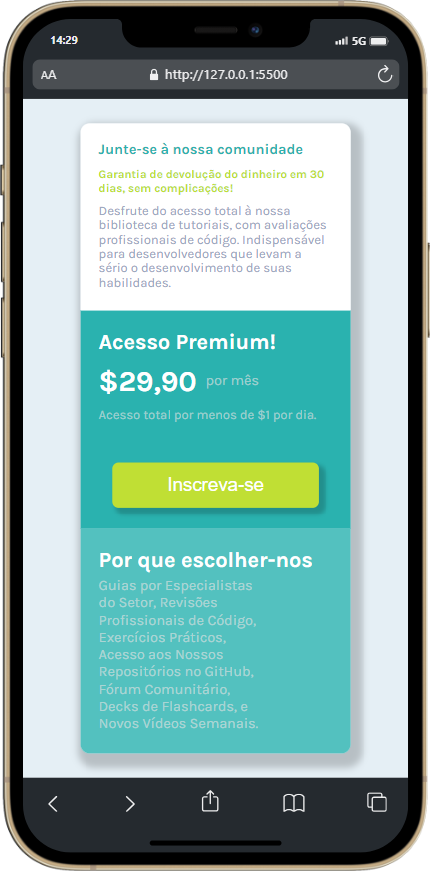 14:29
5G
AA
http://127.0.0.1:5500
Junte-se à nossa comunidade
Garantia de devolução do dinheiro em 30
dias, sem complicações!
Desfrute do acesso total à nossa
biblioteca de tutoriais, com avaliações
profissionais de código. Indispensável
para desenvolvedores que levam a
sério o desenvolvimento de suas
habilidades.
Acesso Premium!
$29,90 por mês
Acesso total por menos de $1 por dia.
Inscreva-se
Por que escolher-nos
Guias por Especialistas
do Setor, Revisões
Profissionais de Código,
Exercícios Práticos,
Acesso aos Nossos
Repositórios no GitHub,
Fórum Comunitário,
Decks de Flashcards, e
Novos Vídeos Semanais.